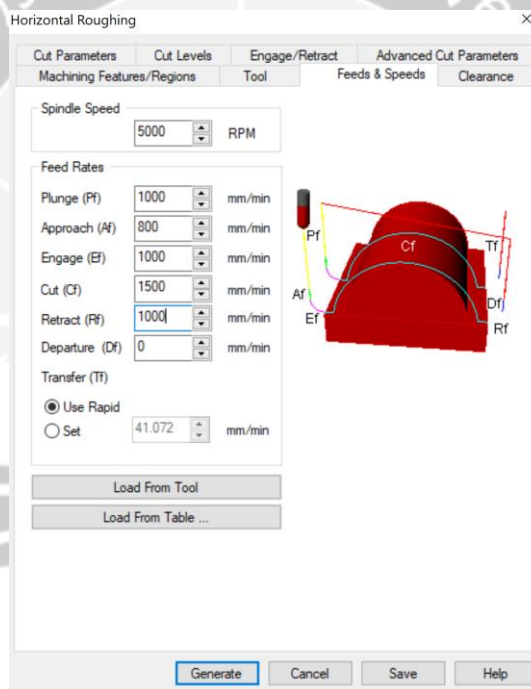 Horizontal Roughing
Cut Parameters Cut Levels Engage/Retract Advanced Cut Parameters
Machining Features/Regions Tool Feeds & Speeds Clearance
Spindle Speed
5000 RPM
Feed Rates
Plunge (Pf) 1000 mm/min
Approach (Af) 800 mm/min
Engage (Ef) 1000 mm/min
Cut (Cf) 1500 mm/min
Retract (Rf) 1000 mm/min
Departure (Df) 0 mm/min
Transfer (Tf)
Use Rapid
Set 41.072 mm/min
Pf Cf Tf
Af Df
Ef Rf
Load From Tool
Load From Table ...
Generate Cancel Save Help